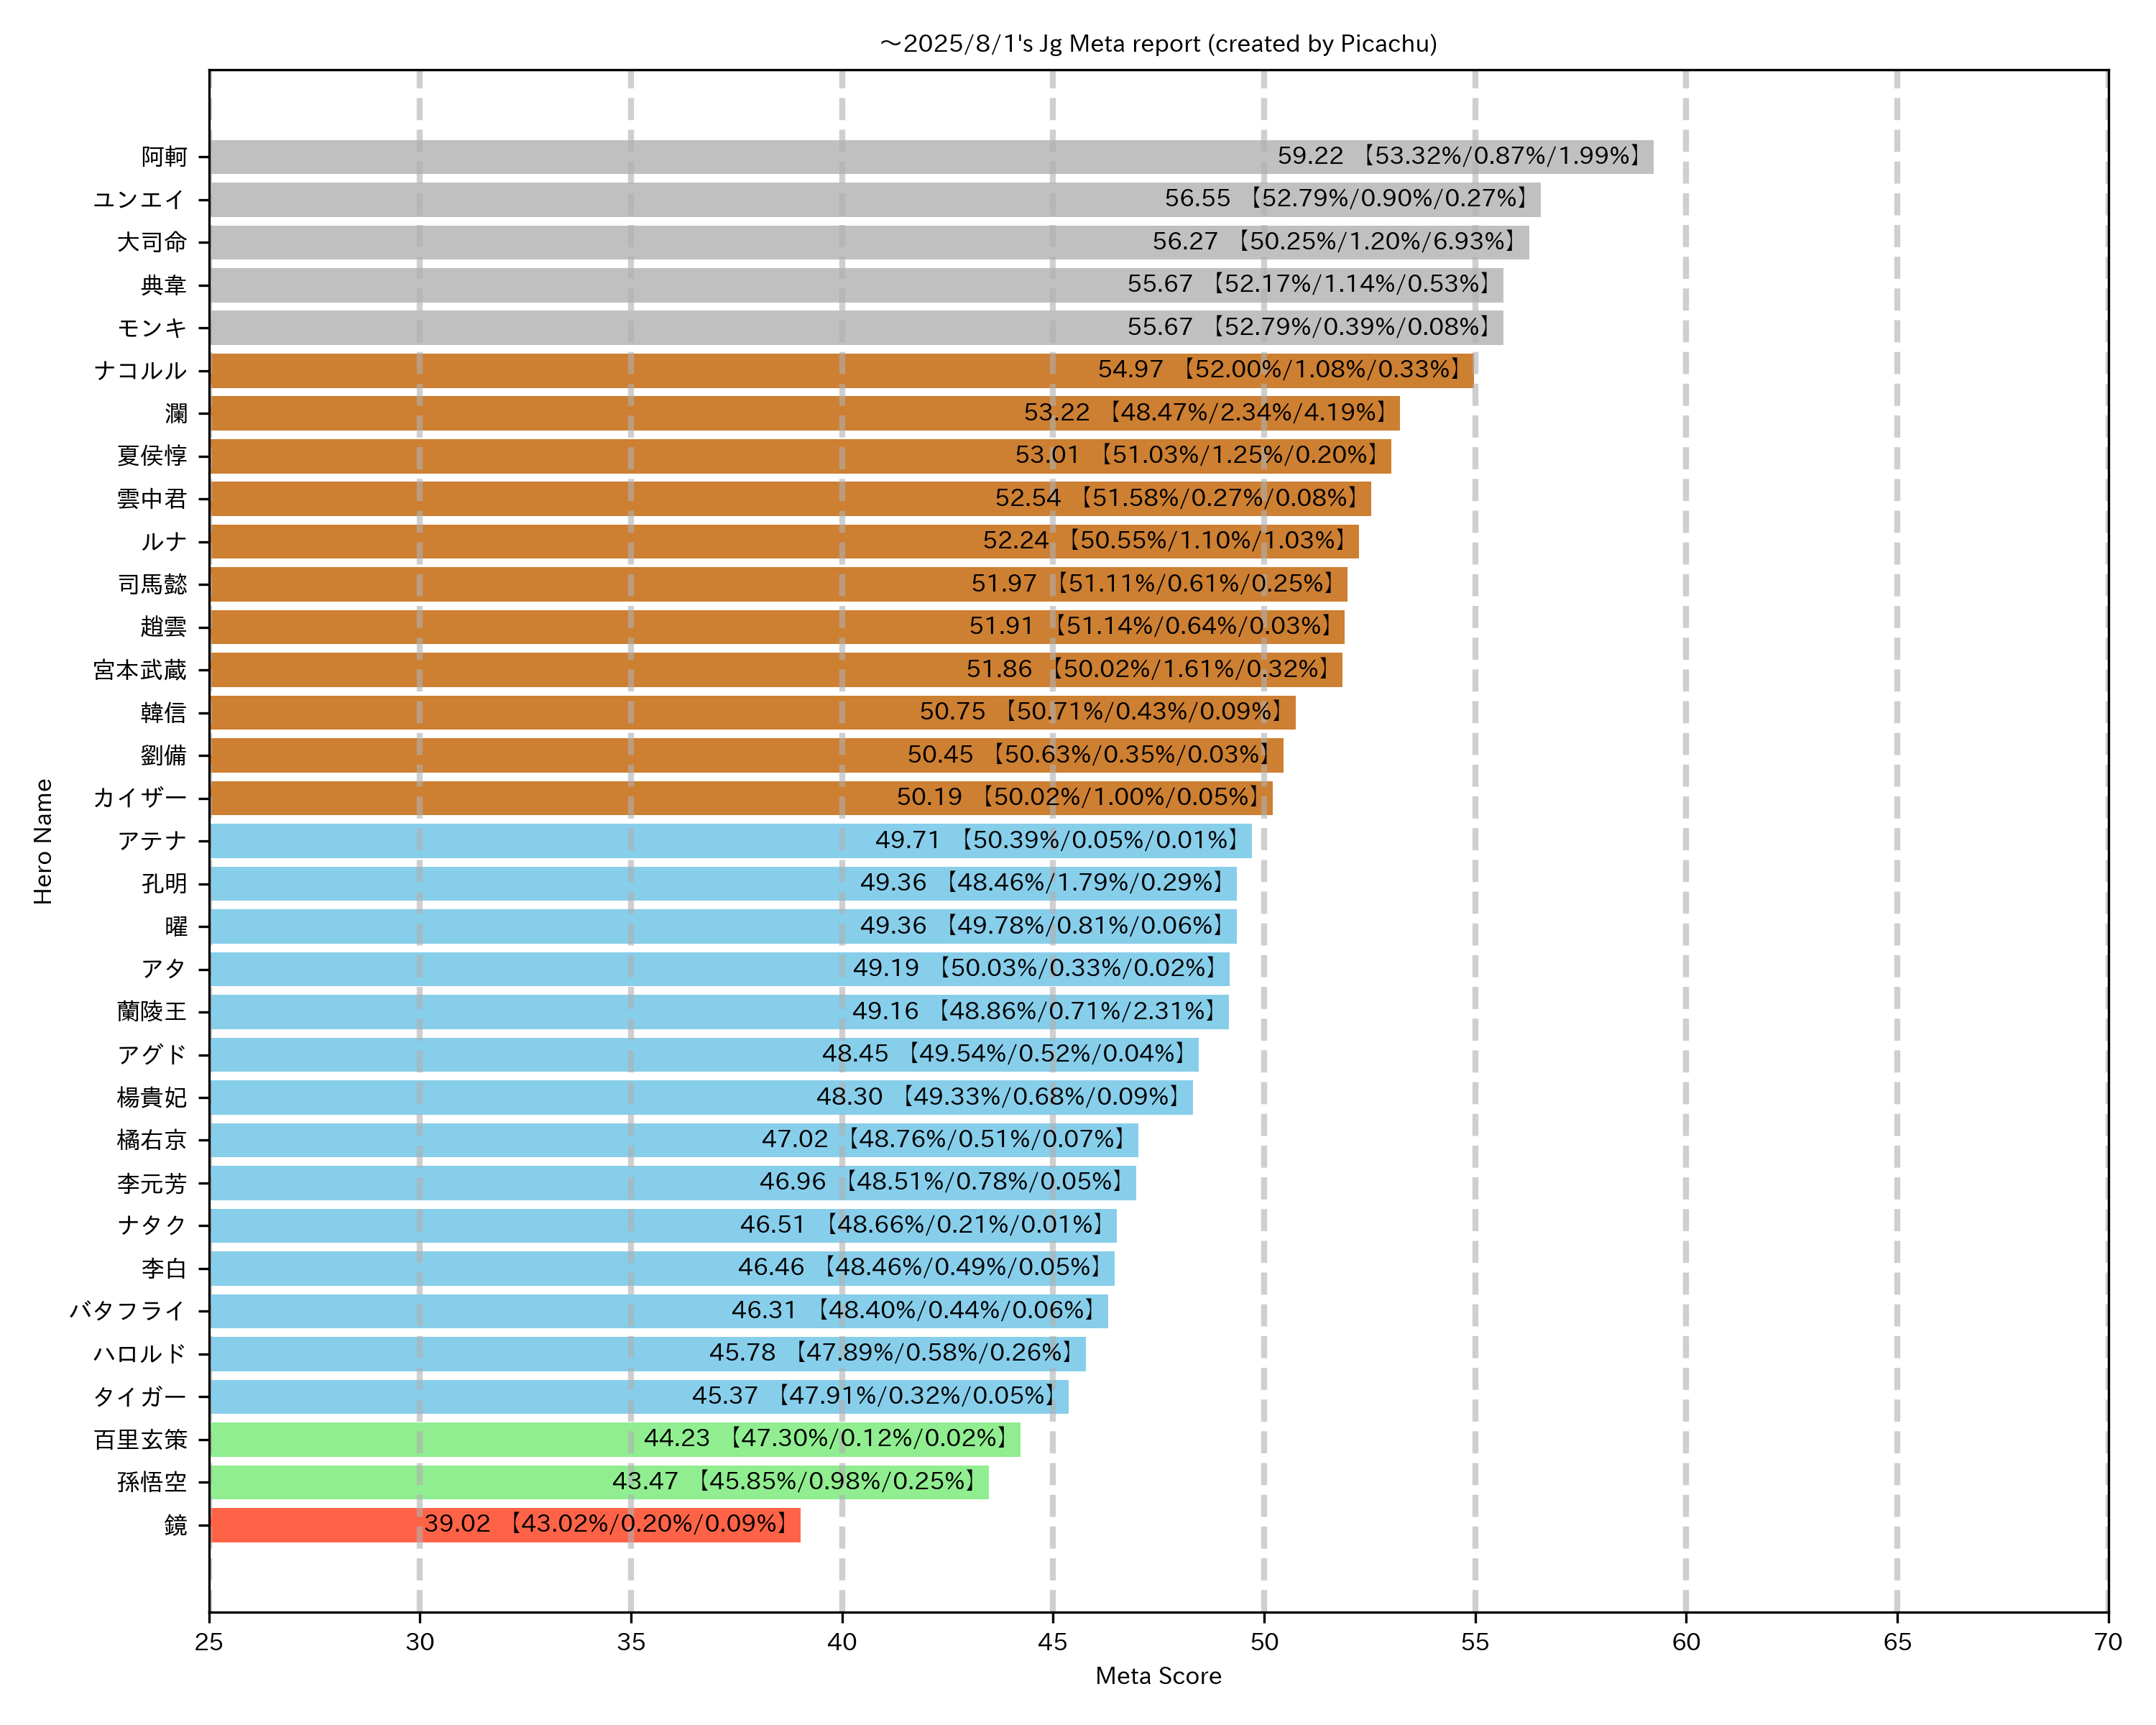 ～2025/8/1's Jg Meta report (created by Picachu)
阿軻 59.22 【53.32%/0.87%/1.99%】
ユンエイ 56.55 【52.79%/0.90%/0.27%】
大司命 56.27 【50.25%/1.20%/6.93%】
典韋 55.67 【52.17%/1.14%/0.53%】
モンキ 55.67 【52.79%/0.39%/0.08%】
ナコルル 54.97 【52.00%/1.08%/0.33%】
瀾 53.22 【48.47%/2.34%/4.19%】
夏侯惇 53.01 【51.03%/1.25%/0.20%】
雲中君 52.54 【51.58%/0.27%/0.08%】
ルナ 52.24 【50.55%/1.10%/1.03%】
司馬懿 51.97 【51.11%/0.61%/0.25%】
趙雲 51.91 【51.14%/0.64%/0.03%】
宮本武蔵 51.86 【50.02%/1.61%/0.32%】
韓信 50.75 【50.71%/0.43%/0.09%】
劉備 50.45 【50.63%/0.35%/0.03%】
カイザー 50.19 【50.02%/1.00%/0.05%】
アテナ 49.71 【50.39%/0.05%/0.01%】
孔明 49.36 【48.46%/1.79%/0.29%】
曜 49.36 【49.78%/0.81%/0.06%】
アタ 49.19 【50.03%/0.33%/0.02%】
蘭陵王 49.16 【48.86%/0.71%/2.31%】
アグド 48.45 【49.54%/0.52%/0.04%】
楊貴妃 48.30 【49.33%/0.68%/0.09%】
橘右京 47.02 【48.76%/0.51%/0.07%】
李元芳 46.96 【48.51%/0.78%/0.05%】
ナタク 46.51 【48.66%/0.21%/0.01%】
李白 46.46 【48.46%/0.49%/0.05%】
バタフライ 46.31 【48.40%/0.44%/0.06%】
ハロルド 45.78 【47.89%/0.58%/0.26%】
タイガー 45.37 【47.91%/0.32%/0.05%】
百里玄策 44.23 【47.30%/0.12%/0.02%】
孫悟空 43.47 【45.85%/0.98%/0.25%】
鏡 39.02 【43.02%/0.20%/0.09%】
Hero Name
25 30 35 40 45 50 55 60 65 70
Meta Score